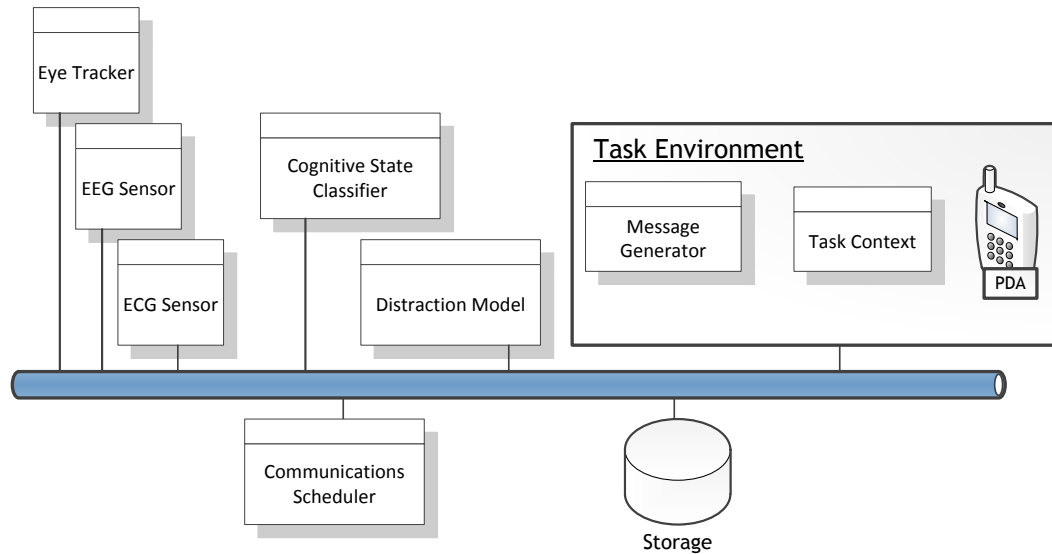 Eye Tracker
EEG Sensor
ECG Sensor
Cognitive State
Classifier
Distraction Model
Task Environment
Message
Generator
Task Context
PDA
Communications
Scheduler
Storage